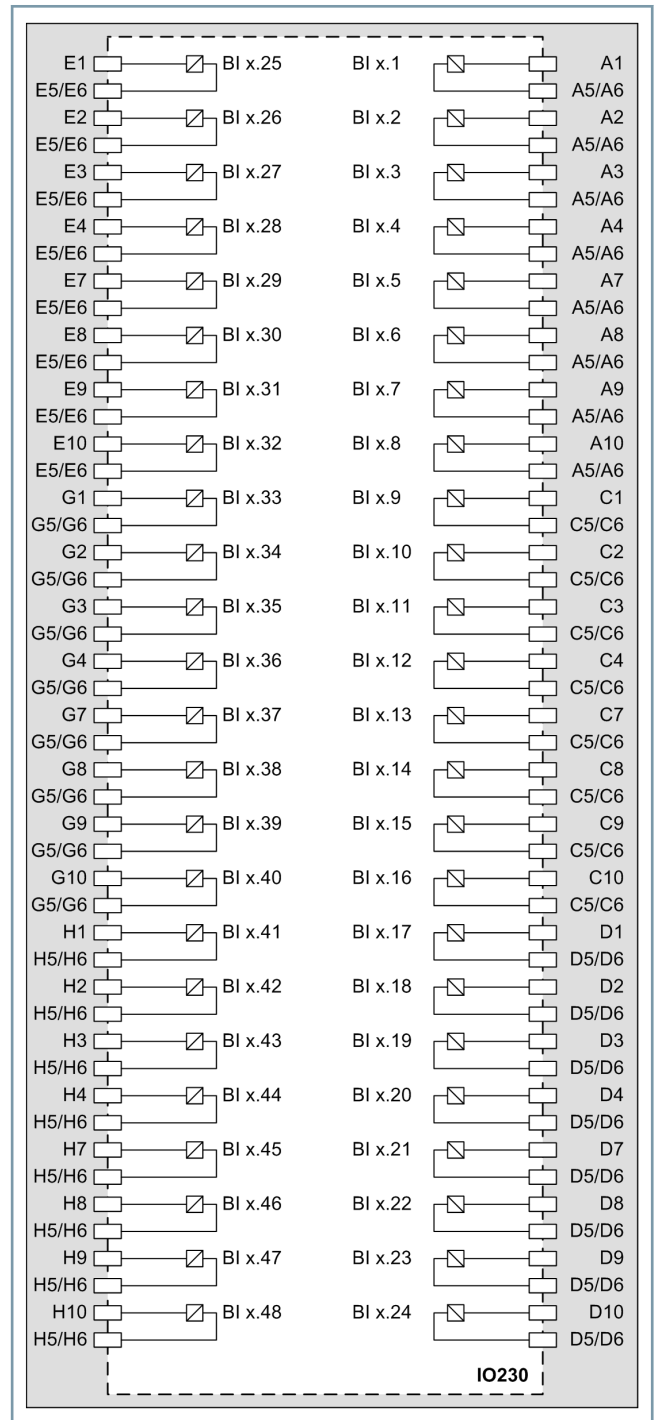 E1 BI x.25 BI x.1 A1
E5/E6 A5/A6
E2 BI x.26 BI x.2 A2
E5/E6 A5/A6
E3 BI x.27 BI x.3 A3
E5/E6 A5/A6
E4 BI x.28 BI x.4 A4
E5/E6 A5/A6
E7 BI x.29 BI x.5 A7
E5/E6 A5/A6
E8 BI x.30 BI x.6 A8
E5/E6 A5/A6
E9 BI x.31 BI x.7 A9
E5/E6 A5/A6
E10 BI x.32 BI x.8 A10
E5/E6 A5/A6
G1 BI x.33 BI x.9 C1
G5/G6 C5/C6
G2 BI x.34 BI x.10 C2
G5/G6 C5/C6
G3 BI x.35 BI x.11 C3
G5/G6 C5/C6
G4 BI x.36 BI x.12 C4
G5/G6 C5/C6
G7 BI x.37 BI x.13 C7
G5/G6 C5/C6
G8 BI x.38 BI x.14 C8
G5/G6 C5/C6
G9 BI x.39 BI x.15 C9
G5/G6 C5/C6
G10 BI x.40 BI x.16 C10
G5/G6 C5/C6
H1 BI x.41 BI x.17 D1
H5/H6 D5/D6
H2 BI x.42 BI x.18 D2
H5/H6 D5/D6
H3 BI x.43 BI x.19 D3
H5/H6 D5/D6
H4 BI x.44 BI x.20 D4
H5/H6 D5/D6
H7 BI x.45 BI x.21 D7
H5/H6 D5/D6
H8 BI x.46 BI x.22 D8
H5/H6 D5/D6
H9 BI x.47 BI x.23 D9
H5/H6 D5/D6
H10 BI x.48 BI x.24 D10
H5/H6 D5/D6
IO230